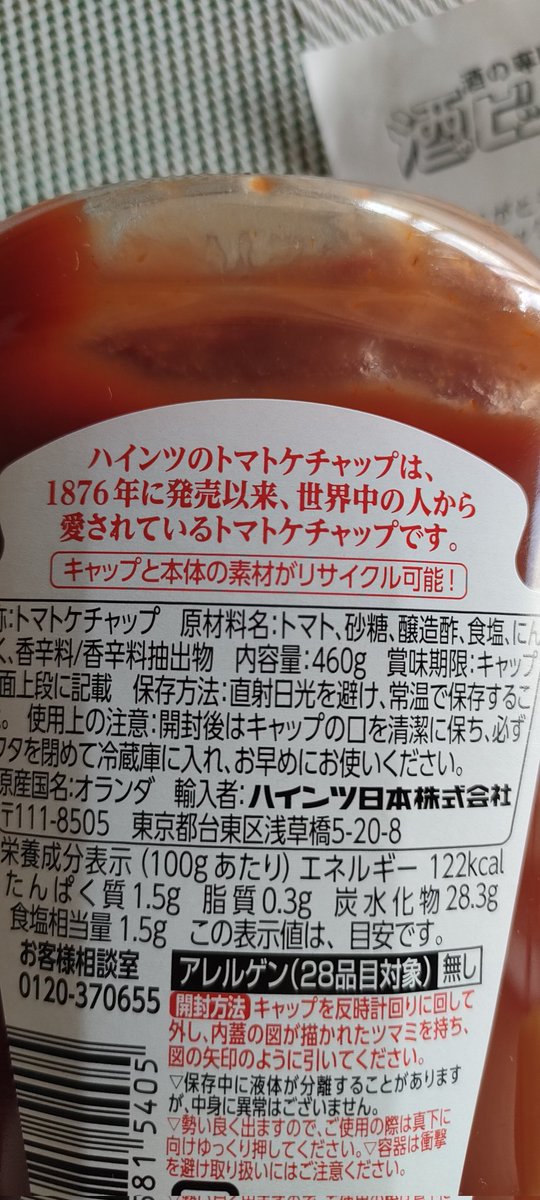 酒の専
酒ビ
ハインツのトマトケチャップは、
1876年に発売以来、世界中の人から
愛されているトマトケチャップです。
キャップと本体の素材がリサイクル可能!
称:トマトケチャップ 原材料名:トマト、砂糖、醸造酢、食塩、にん
く、香辛料/香辛料抽出物 内容量:460g 賞味期限:キャップ
面上段に記載 保存方法:直射日光を避け、常温で保存するこ
。 使用上の注意:開封後はキャップの口を清潔に保ち、必ず
フタを閉めて冷蔵庫に入れ、お早めにお使いください。
原産国名:オランダ 輸入者:ハインツ日本株式会社
〒111-8505 東京都台東区浅草橋5-20-8
栄養成分表示(100gあたり)エネルギー 122kcal
たんぱく質1.5g 脂質0.3g 炭水化物28.3g
食塩相当量1.5g この表示値は、目安です。
お客様相談室
0120-370655
アレルゲン(28品目対象) 無し
開封方法 キャップを反時計回りに回して
外し、内蓋の図が描かれたツマミを持ち、
図の矢印のように引いてください。
▽保存中に液体が分離することがあります
が、中身に異常はございません。
▽勢い良く出ますので、ご使用の際は真下に
向けゆっくり押してください。▽容器は衝撃
を避け取り扱いにはご注意ください。
81 5405